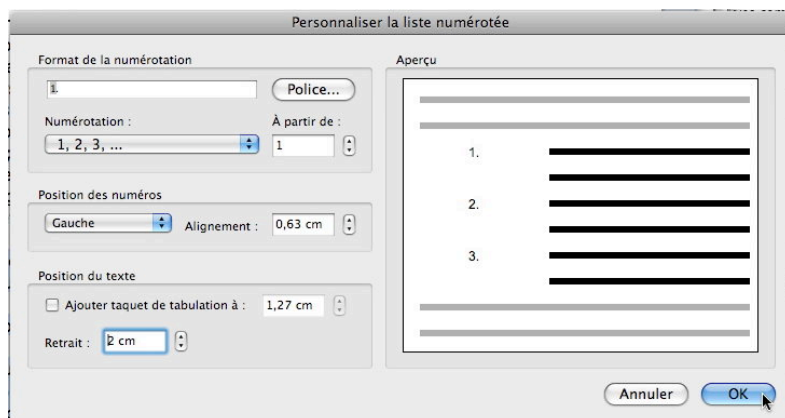 Personnaliser la liste numérotée
Format de la numérotation
1.
Police...
Numérotation :
À partir de :
1, 2, 3, ...
1
Position des numéros
Gauche
Alignement :
0,63 cm
Position du texte
Ajouter taquet de tabulation à :
1,27 cm
Retrait :
2 cm
Aperçu
1.
2.
3.
Annuler
OK